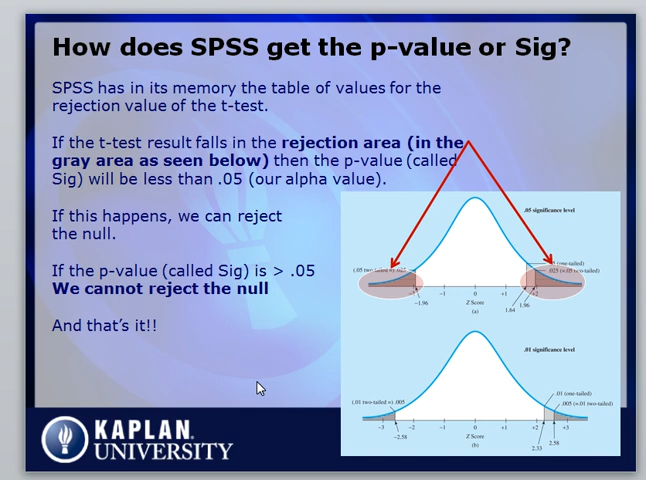 How does SPSS get the p-value or Sig?
SPSS has in its memory the table of values for the
rejection value of the t-test.
If the t-test result falls in the rejection area (in the
gray area as seen below) then the p-value (called
Sig) will be less than .05 (our alpha value).
If this happens, we can reject
the null.
If the p-value (called Sig) is > .05
We cannot reject the null
And that's it!!
.05 significance level
(.05 two-tailed =) .025
(one-tailed)
.025 (=.05 two-tailed)
−1 0 +1 +2
−1.96
Z Score
1.96
1.64
(a)
.01 significance level
(.01 two-tailed =) .005
.01 (one-tailed)
.005 (=.01 two-tailed)
−3 −2 −1 0 +1 +2 +3
−2.58
Z Score
2.58
2.33
(b)
KAPLAN
UNIVERSITY